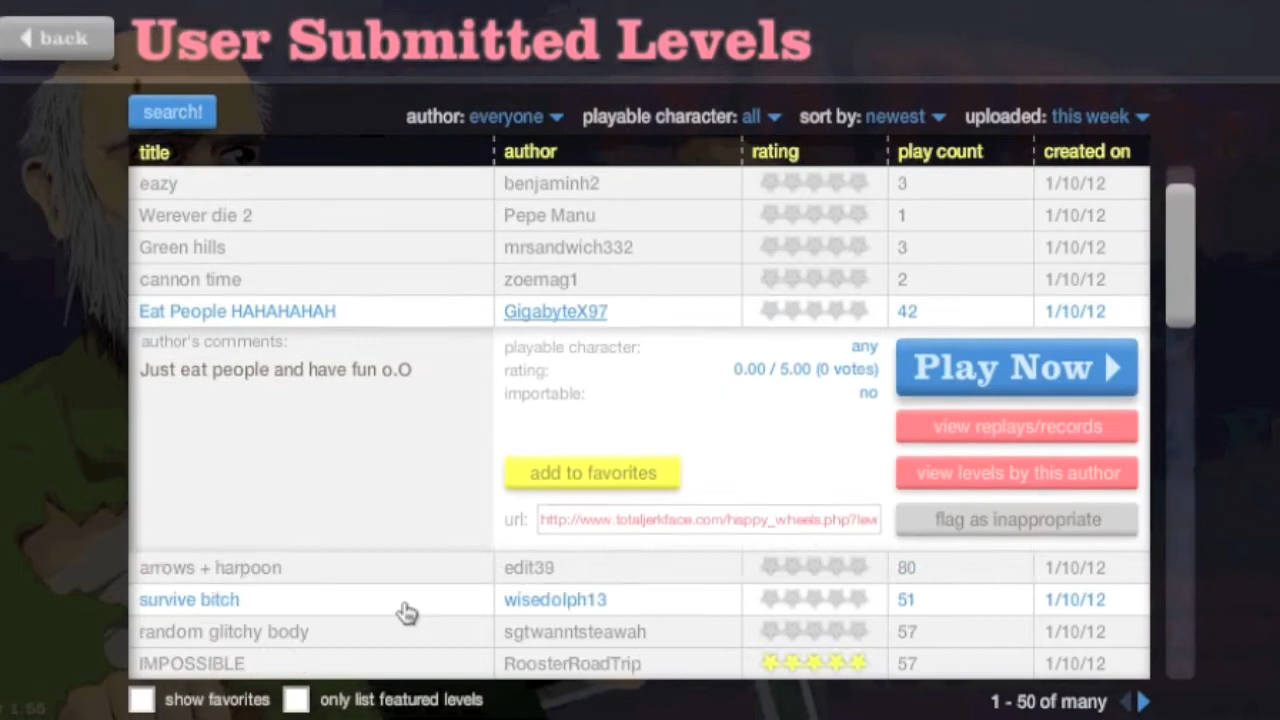 back
User Submitted Levels
search!
author: everyone playable character: all sort by: newest uploaded: this week
title author rating play count created on
eazy benjaminh2 3 1/10/12
Werever die 2 Pepe Manu 1 1/10/12
Green hills mrsandwich332 3 1/10/12
cannon time zoemag1 2 1/10/12
Eat People HAHAHAHAH GigabyteX97 42 1/10/12
author's comments:
Just eat people and have fun o.O
playable character: any
rating: 0.00 / 5.00 (0 votes)
importable: no
add to favorites
url: http://www.totaljerkface.com/happy_wheels.php?lev
Play Now
view replays/records
view levels by this author
flag as inappropriate
arrows + harpoon edit39 80 1/10/12
survive bitch wisedolph13 51 1/10/12
random glitchy body sgtwanntsteawah 57 1/10/12
IMPOSSIBLE RoosterRoadTrip 57 1/10/12
show favorites only list featured levels 1 - 50 of many
1.55